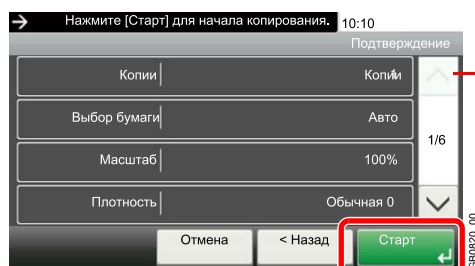 Нажмите [Старт] для начала копирования. 10:10
Подтверждение
Копии Копии
Выбор бумаги Авто
1/6
Масштаб 100%
Плотность Обычная 0
Отмена < Назад Старт